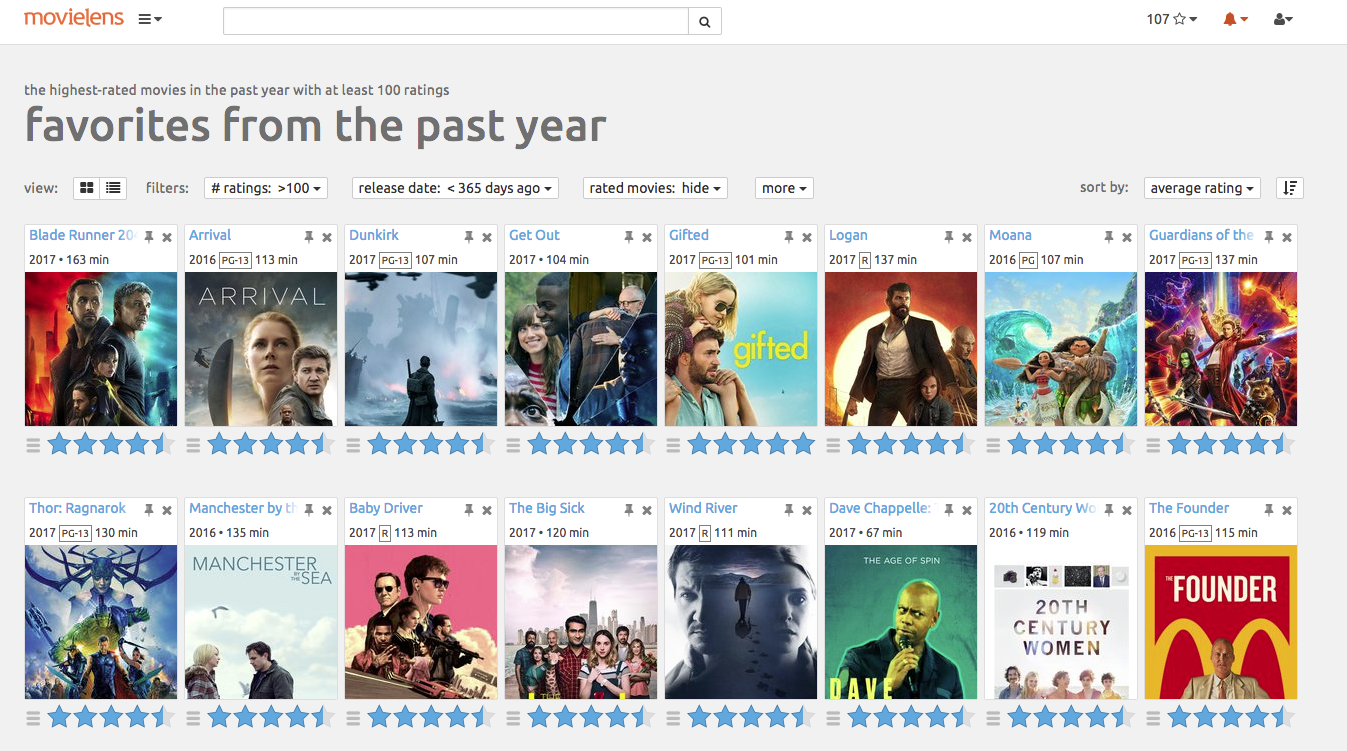 movielens
107
the highest-rated movies in the past year with at least 100 ratings
favorites from the past year
view: filters: # ratings: >100 release date: < 365 days ago rated movies: hide more sort by: average rating
Blade Runner 204 Arrival Dunkirk Get Out Gifted Logan Moana Guardians of the
2017 • 163 min 2016 PG-13 113 min 2017 PG-13 107 min 2017 • 104 min 2017 PG-13 101 min 2017 R 137 min 2016 PG 107 min 2017 PG-13 137 min
ARRIVAL
gifted
Thor: Ragnarok Manchester by th Baby Driver The Big Sick Wind River Dave Chappelle: 20th Century Wo The Founder
2017 PG-13 130 min 2016 • 135 min 2017 R 113 min 2017 • 120 min 2017 R 111 min 2017 • 67 min 2016 • 119 min 2016 PG-13 115 min
MANCHESTER
BY THE SEA
THE AGE OF SPIN
DAVE
20TH
CENTURY
WOMEN
THE FOUNDER
THE